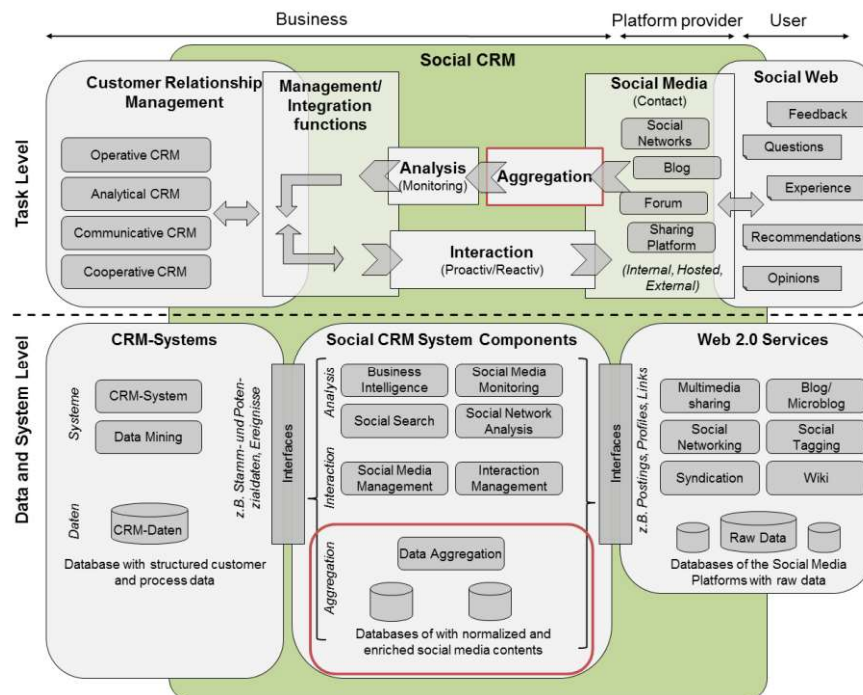 Business
Platform provider
User
Task Level
Social CRM
Customer Relationship
Management
Operative CRM
Analytical CRM
Communicative CRM
Cooperative CRM
Management/
Integration
functions
Analysis
(Monitoring)
Aggregation
Interaction
(Proactiv/Reactiv)
Social Media
(Contact)
Social
Networks
Blog
Forum
Sharing
Platform
(Internal, Hosted,
External)
Social Web
Feedback
Questions
Experience
Recommendations
Opinions
Data and System Level
CRM-Systems
Systeme
CRM-System
Data Mining
Daten
CRM-Daten
Database with structured customer
and process data
z.B. Stamm- und Poten-
zialdaten, Ereignisse
Interfaces
Social CRM System Components
Analysis
Business
Intelligence
Social Media
Monitoring
Social Search
Social Network
Analysis
Interaction
Social Media
Management
Interaction
Management
Aggregation
Data Aggregation
Databases of with normalized and
enriched social media contents
Interfaces
z.B. Postings, Profiles, Links
Web 2.0 Services
Multimedia
sharing
Blog/
Microblog
Social
Networking
Social
Tagging
Syndication
Wiki
Raw Data
Databases of the Social Media
Platforms with raw data